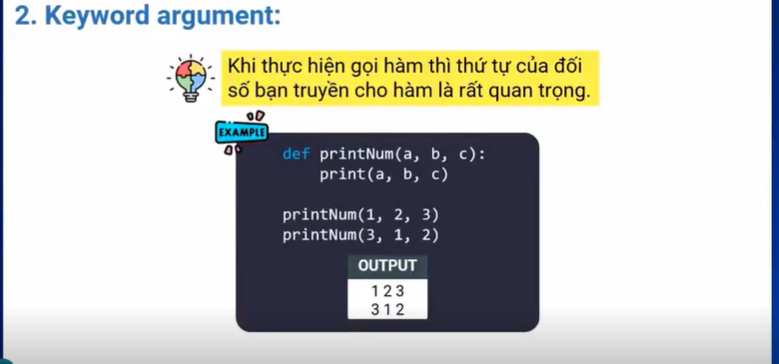 2. Keyword argument:
Khi thực hiện gọi hàm thì thứ tự của đối
số bạn truyền cho hàm là rất quan trọng.
EXAMPLE
def printNum(a, b, c):
    print(a, b, c)
printNum(1, 2, 3)
printNum(3, 1, 2)
OUTPUT
1 2 3
3 1 2